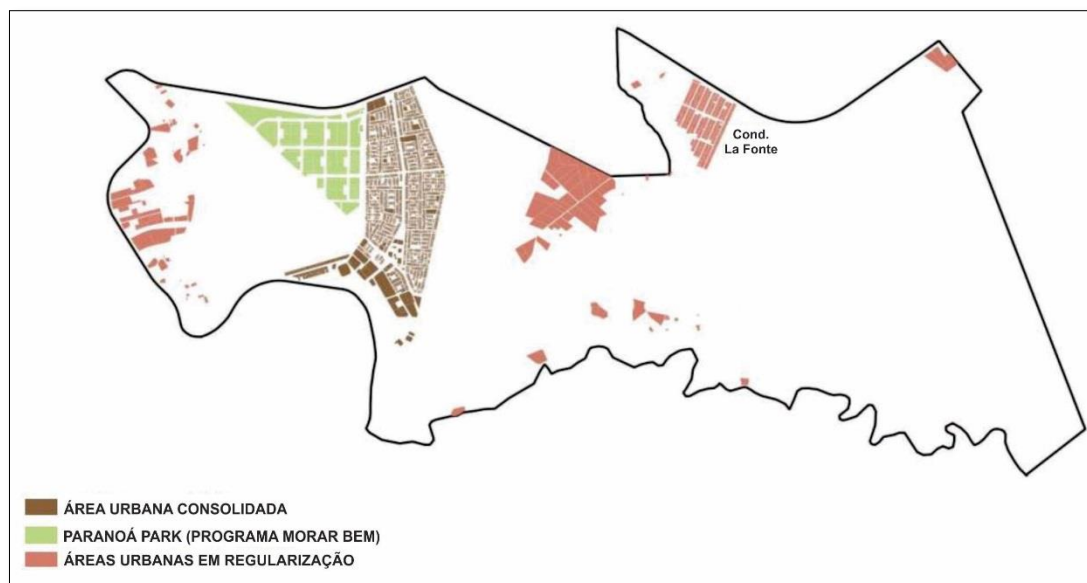 Cond.
La Fonte
ÁREA URBANA CONSOLIDADA
PARANOÁ PARK (PROGRAMA MORAR BEM)
ÁREAS URBANAS EM REGULARIZAÇÃO